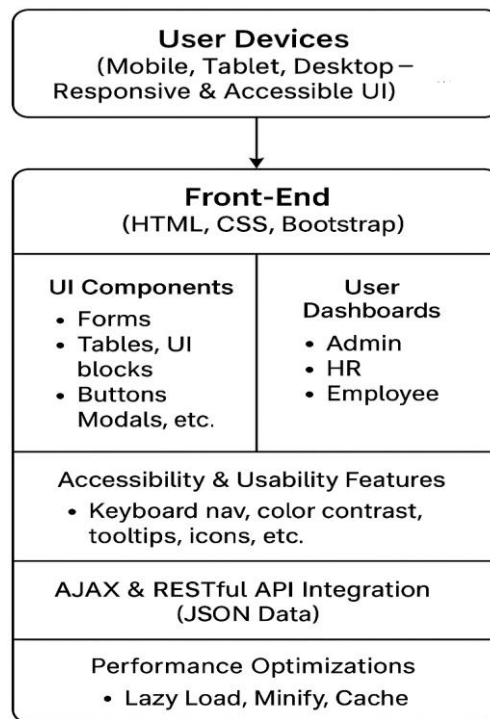 User Devices
(Mobile, Tablet, Desktop –
Responsive & Accessible UI)
Front-End
(HTML, CSS, Bootstrap)
UI Components
• Forms
• Tables, UI
blocks
• Buttons
Modals, etc.
User
Dashboards
• Admin
• HR
• Employee
Accessibility & Usability Features
• Keyboard nav, color contrast,
tooltips, icons, etc.
AJAX & RESTful API Integration
(JSON Data)
Performance Optimizations
• Lazy Load, Minify, Cache